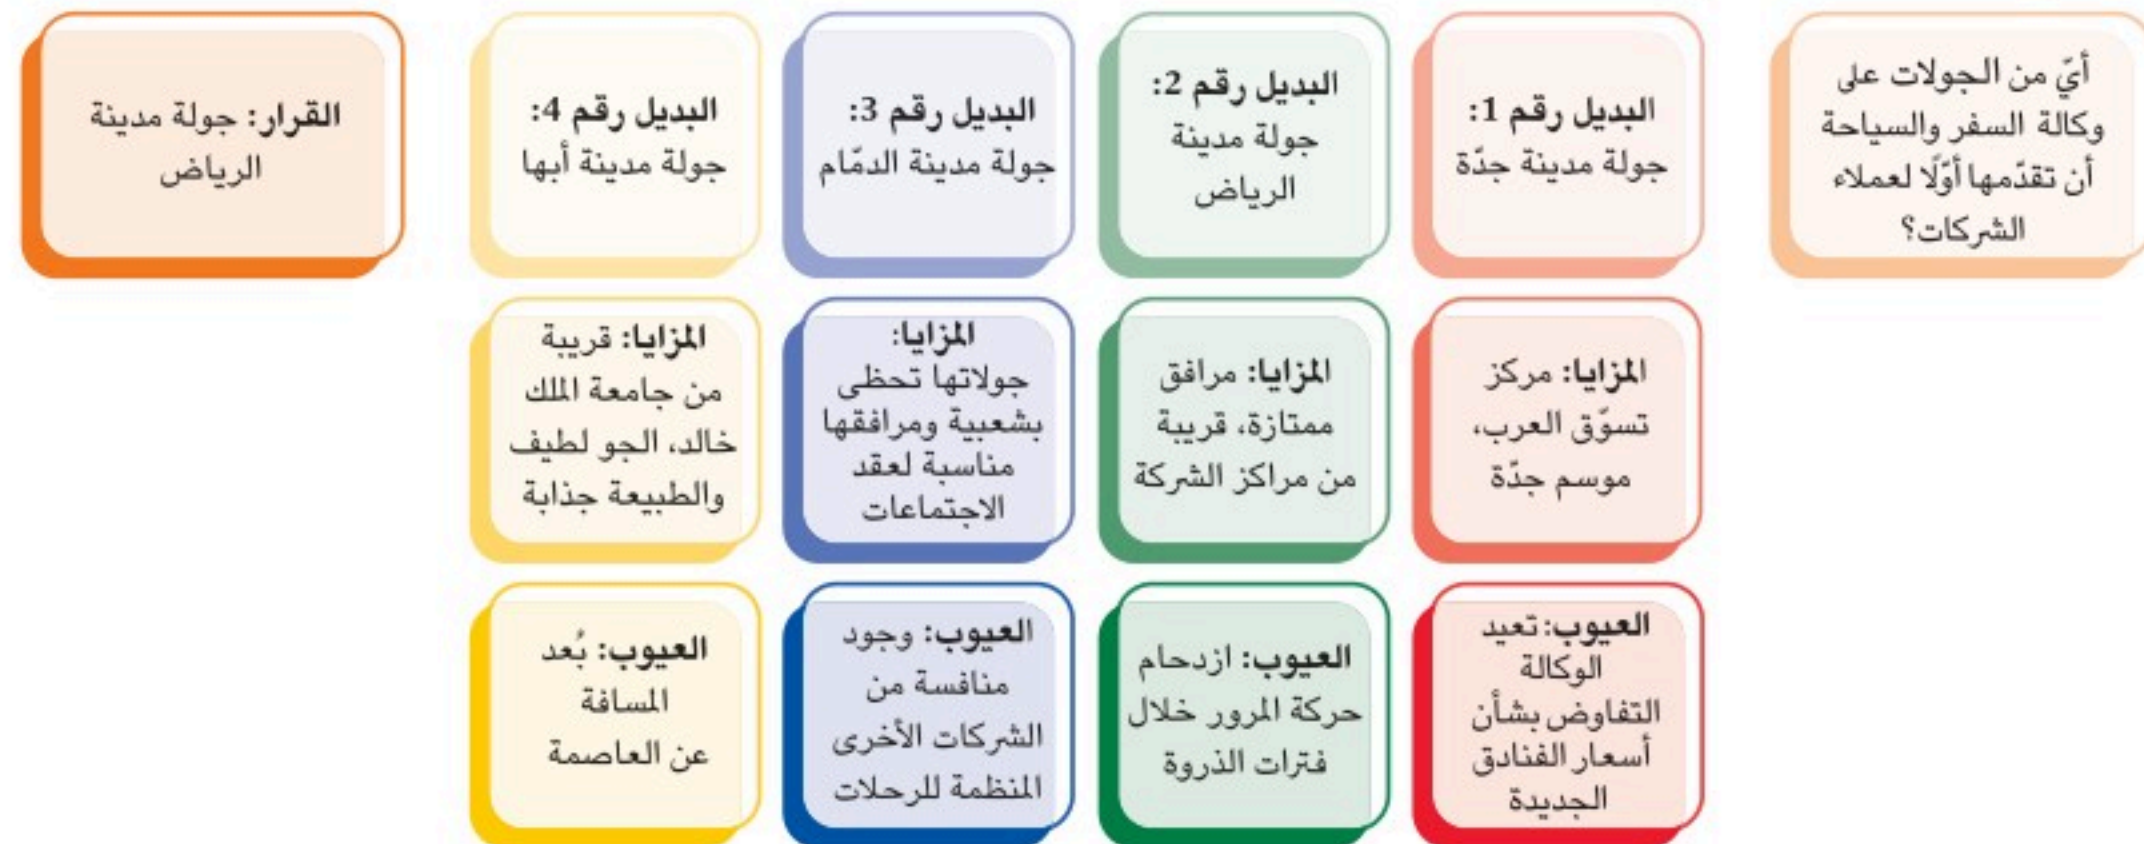 أيّ من الجولات على
وكالة السفر والسياحة
أن تقدّمها أوّلًا لعملاء
الشركات؟
البديل رقم 1:
جولة مدينة جدّة
البديل رقم 2:
جولة مدينة
الرياض
البديل رقم 3:
جولة مدينة الدمّام
البديل رقم 4:
جولة مدينة أبها
القرار: جولة مدينة
الرياض
المزايا: مركز
تسوّق العرب،
موسم جدّة
المزايا: مرافق
ممتازة، قريبة
من مراكز الشركة
المزايا:
جولاتها تحظى
بشعبية ومرافقها
مناسبة لعقد
الاجتماعات
المزايا: قريبة
من جامعة الملك
خالد، الجو لطيف
والطبيعة جذابة
العيوب: تعيد
الوكالة
التفاوض بشأن
أسعار الفنادق
الجديدة
العيوب: ازدحام
حركة المرور خلال
فترات الذروة
العيوب: وجود
منافسة من
الشركات الأخرى
المنظمة للرحلات
العيوب: بُعد
المسافة
عن العاصمة